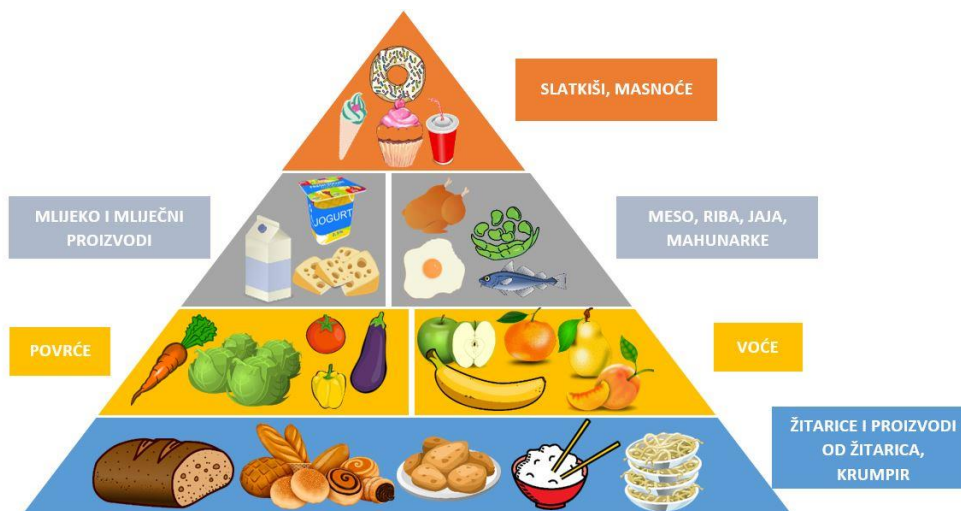 SLATKIŠI, MASNOĆE
MLIJEKO I MLIJEČNI
PROIZVODI
JOGURT
MESO, RIBA, JAJA,
MAHUNARKE
POVRĆE
VOĆE
ŽITARICE I PROIZVODI
OD ŽITARICA,
KRUMPIR